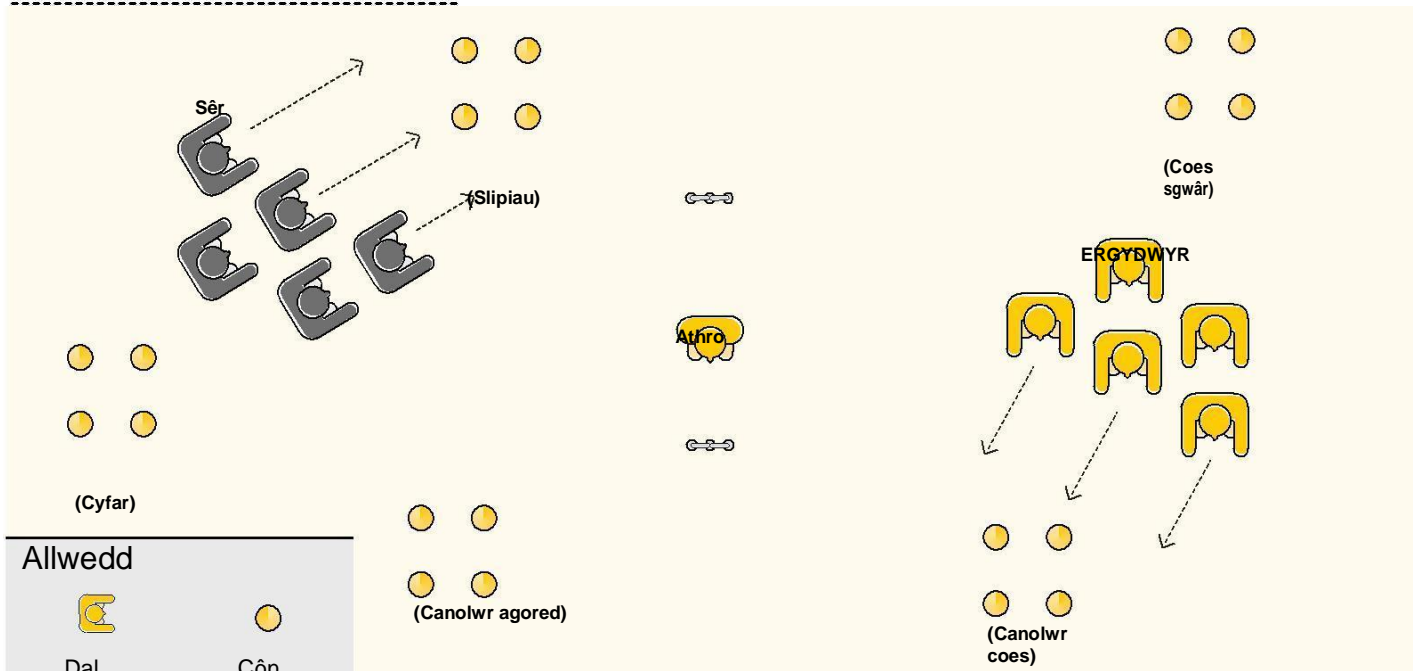 Sêr
(Slipiau)
(Coes
sgwâr)
ERGYDWYR
Athro
(Cyfar)
Allwedd
(Canolwr agored)
(Canolwr
coes)
Dal
Côn